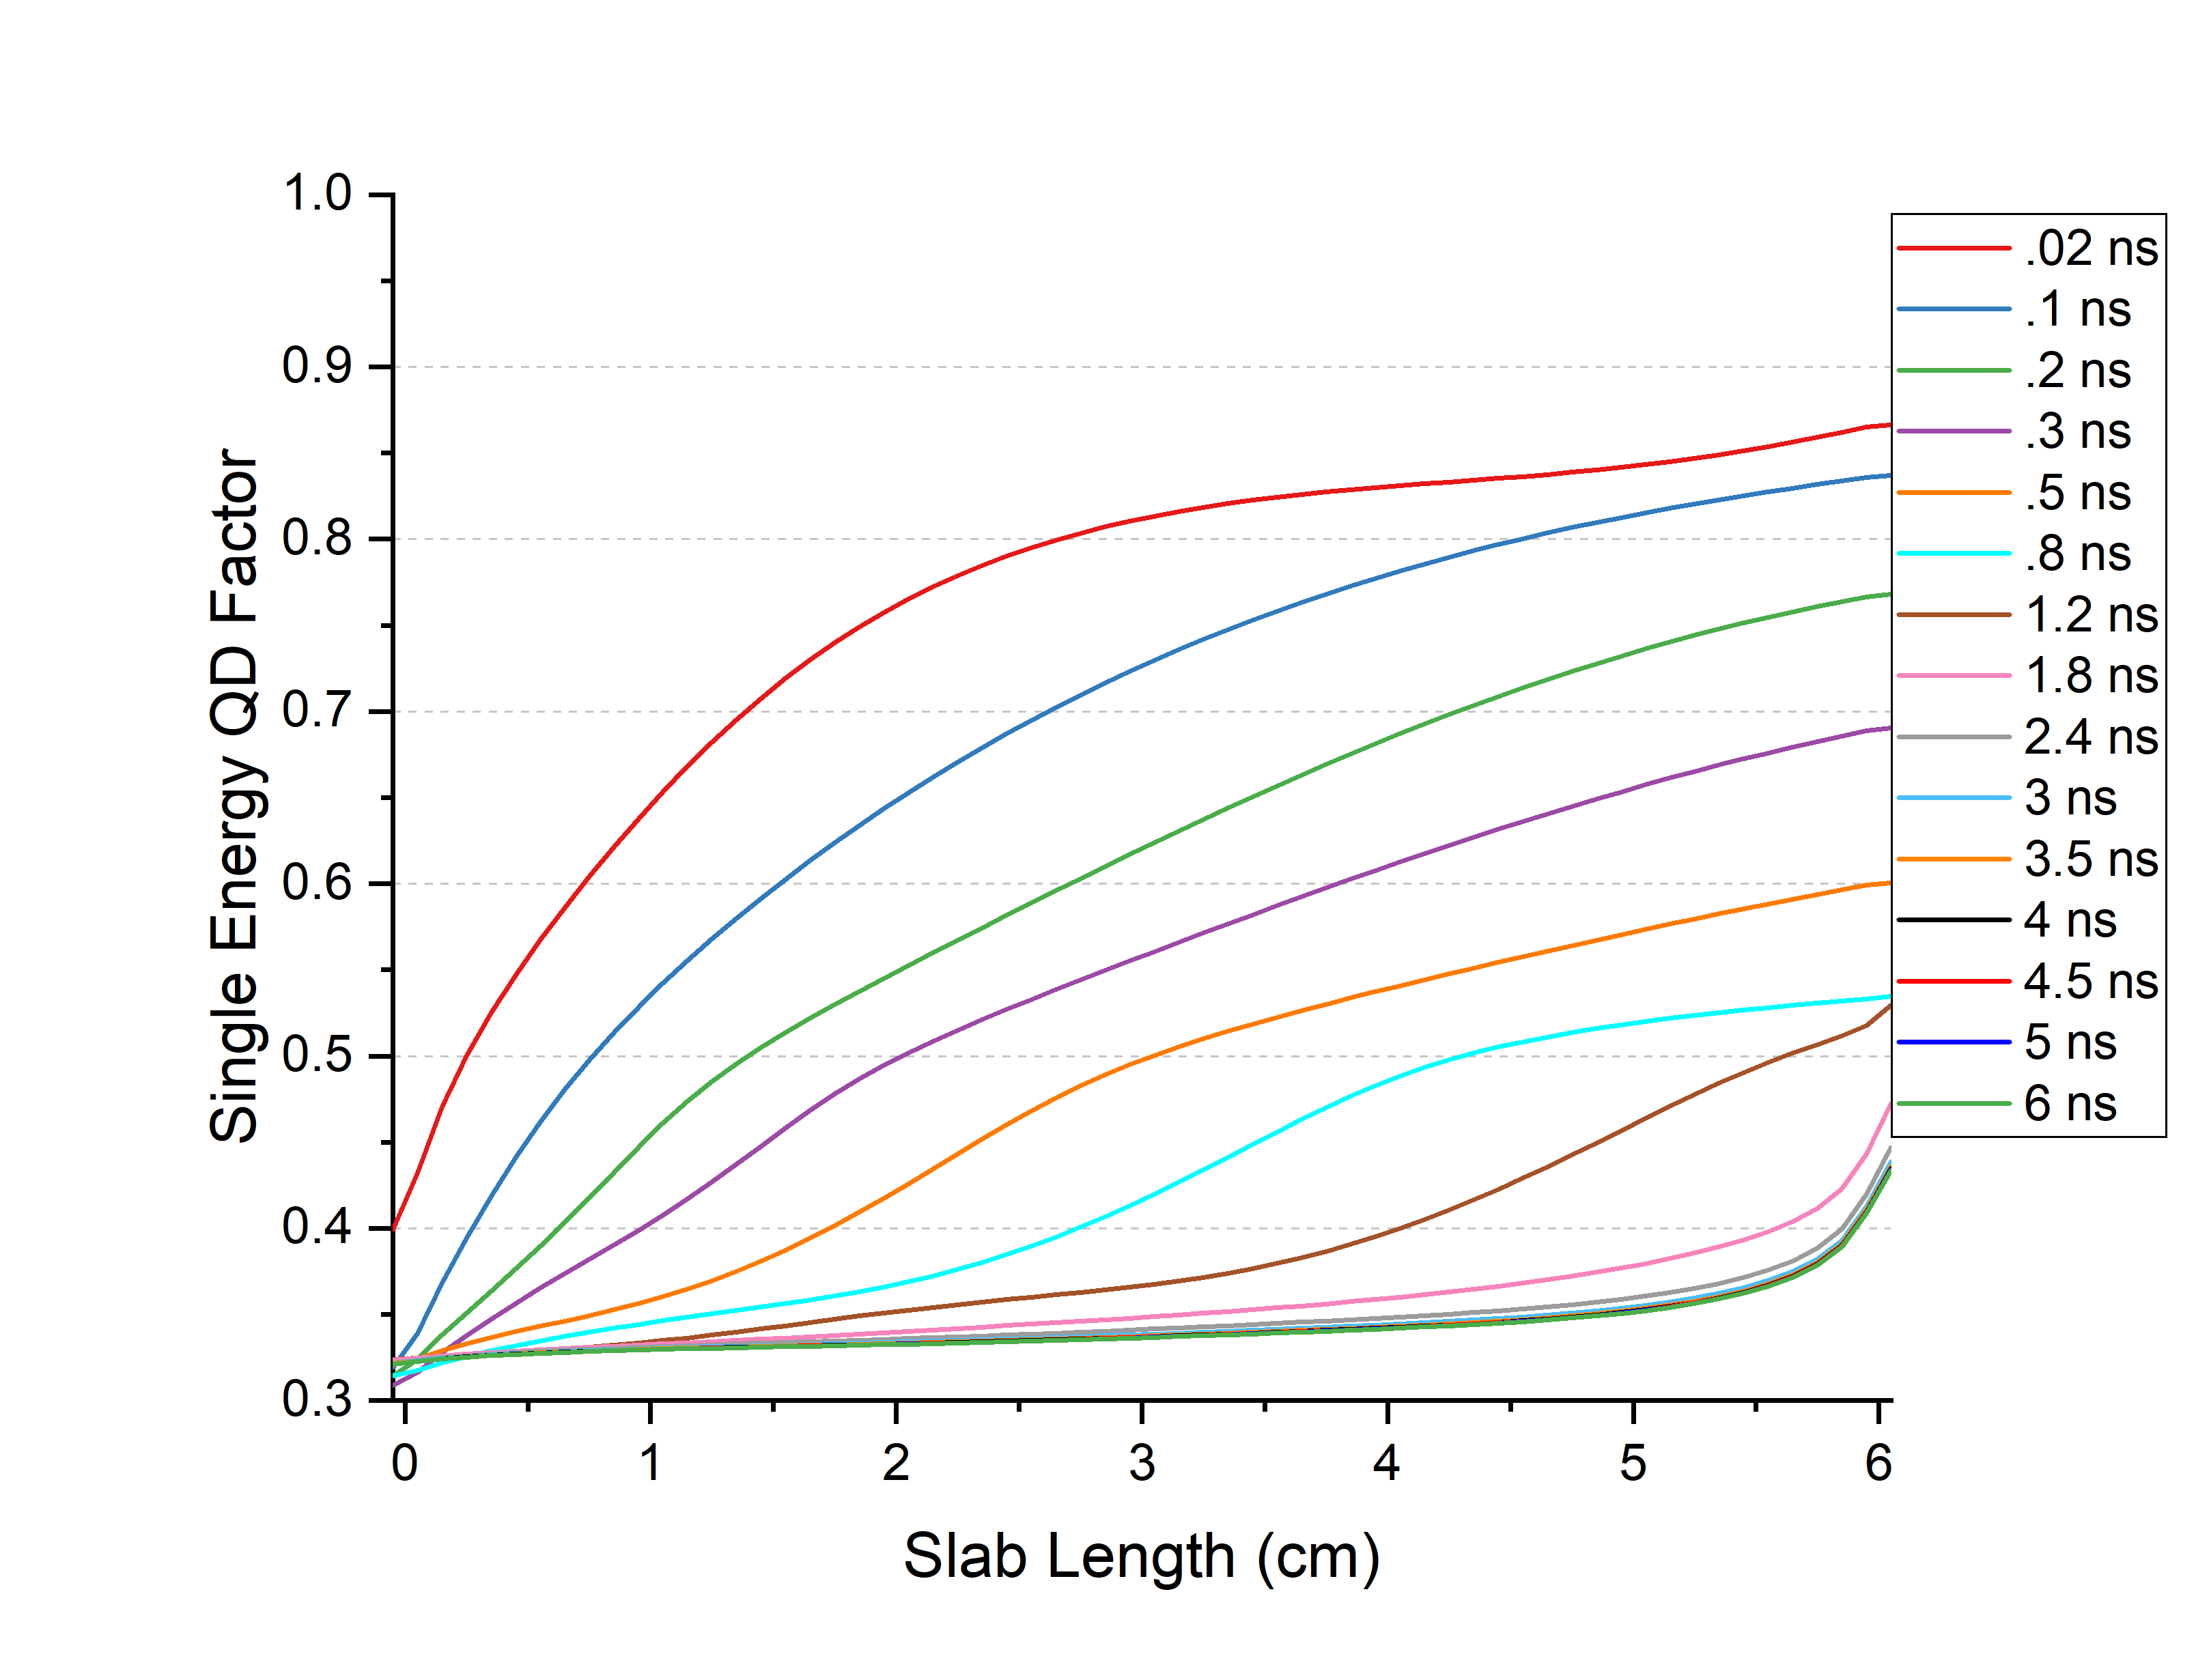 1.0
0.9
0.8
0.7
0.6
0.5
0.4
0.3
Single Energy QD Factor
0 1 2 3 4 5 6
Slab Length (cm)
.02 ns
.1 ns
.2 ns
.3 ns
.5 ns
.8 ns
1.2 ns
1.8 ns
2.4 ns
3 ns
3.5 ns
4 ns
4.5 ns
5 ns
6 ns